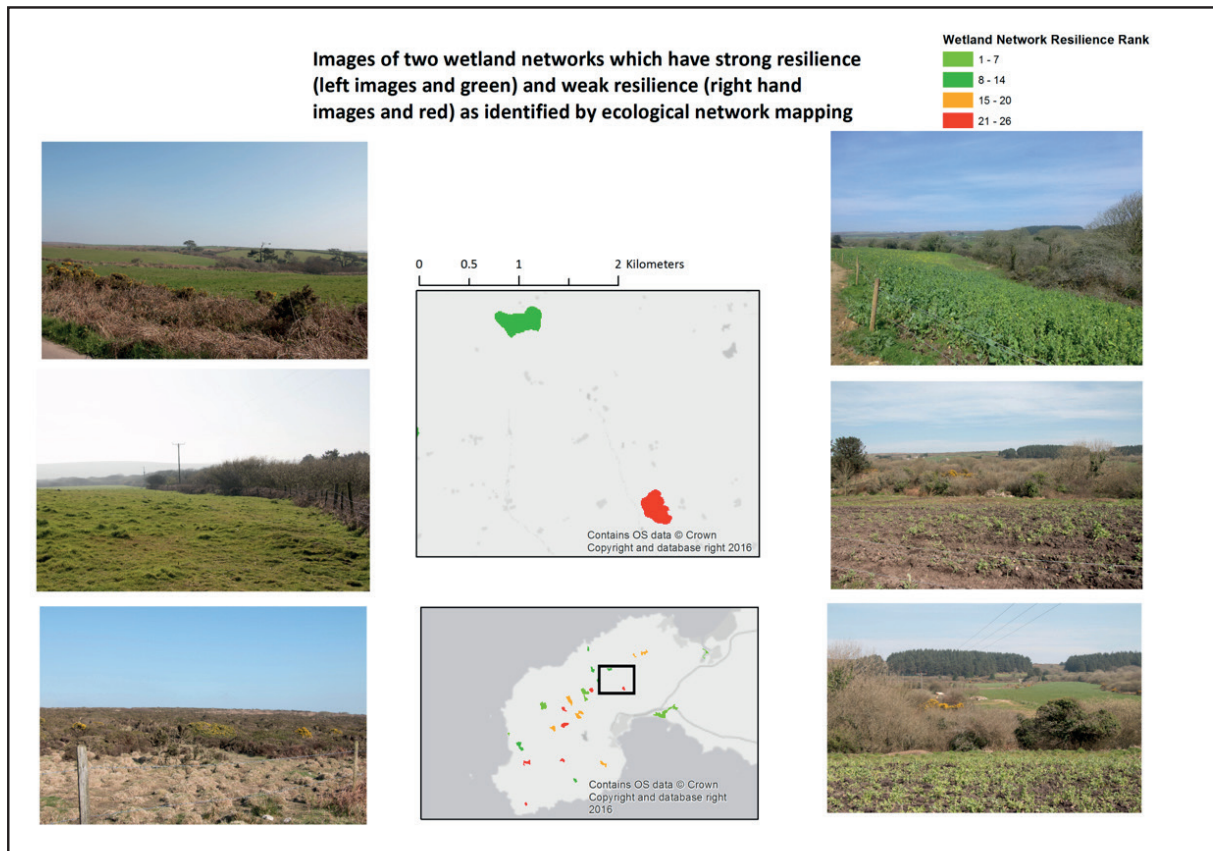 Images of two wetland networks which have strong resilience
(left images and green) and weak resilience (right hand
images and red) as identified by ecological network mapping
Wetland Network Resilience Rank
1 - 7
8 - 14
15 - 20
21 - 26
0 0.5 1 2 Kilometers
Contains OS data © Crown
Copyright and database right 2016
Contains OS data © Crown
Copyright and database right
2016